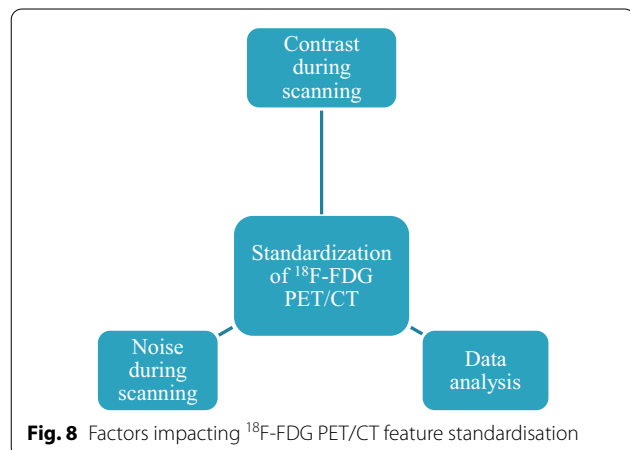 Contrast
during
scanning
Standardization
of ¹⁸F-FDG
PET/CT
Noise
during
scanning
Data
analysis
Fig. 8 Factors impacting ¹⁸F-FDG PET/CT feature standardisation